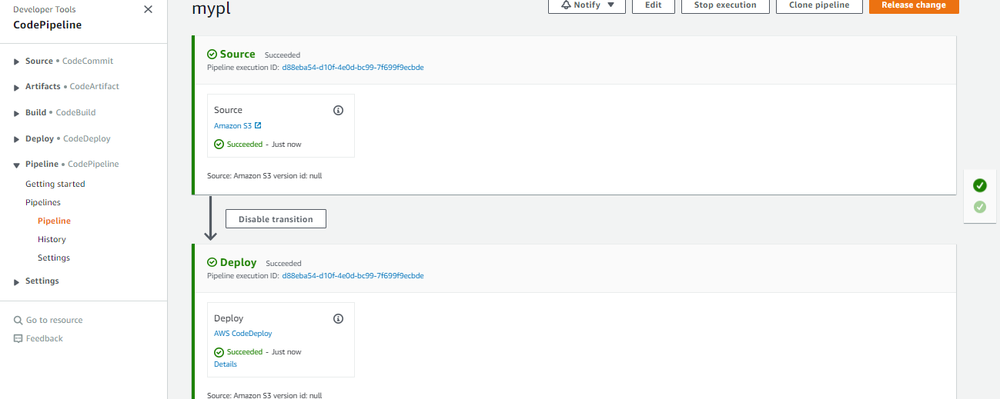 Developer Tools
CodePipeline
Source • CodeCommit
Artifacts • CodeArtifact
Build • CodeBuild
Deploy • CodeDeploy
Pipeline • CodePipeline
Getting started
Pipelines
Pipeline
History
Settings
Settings
Go to resource
Feedback
mypl
Notify
Edit
Stop execution
Clone pipeline
Release change
Source Succeeded
Pipeline execution ID: d88eba54-d10f-4e0d-bc99-7f699f9ecbde
Source
Amazon S3
Succeeded - Just now
Source: Amazon S3 version id: null
Disable transition
Deploy Succeeded
Pipeline execution ID: d88eba54-d10f-4e0d-bc99-7f699f9ecbde
Deploy
AWS CodeDeploy
Succeeded - Just now
Details
Source: Amazon S3 version id: null